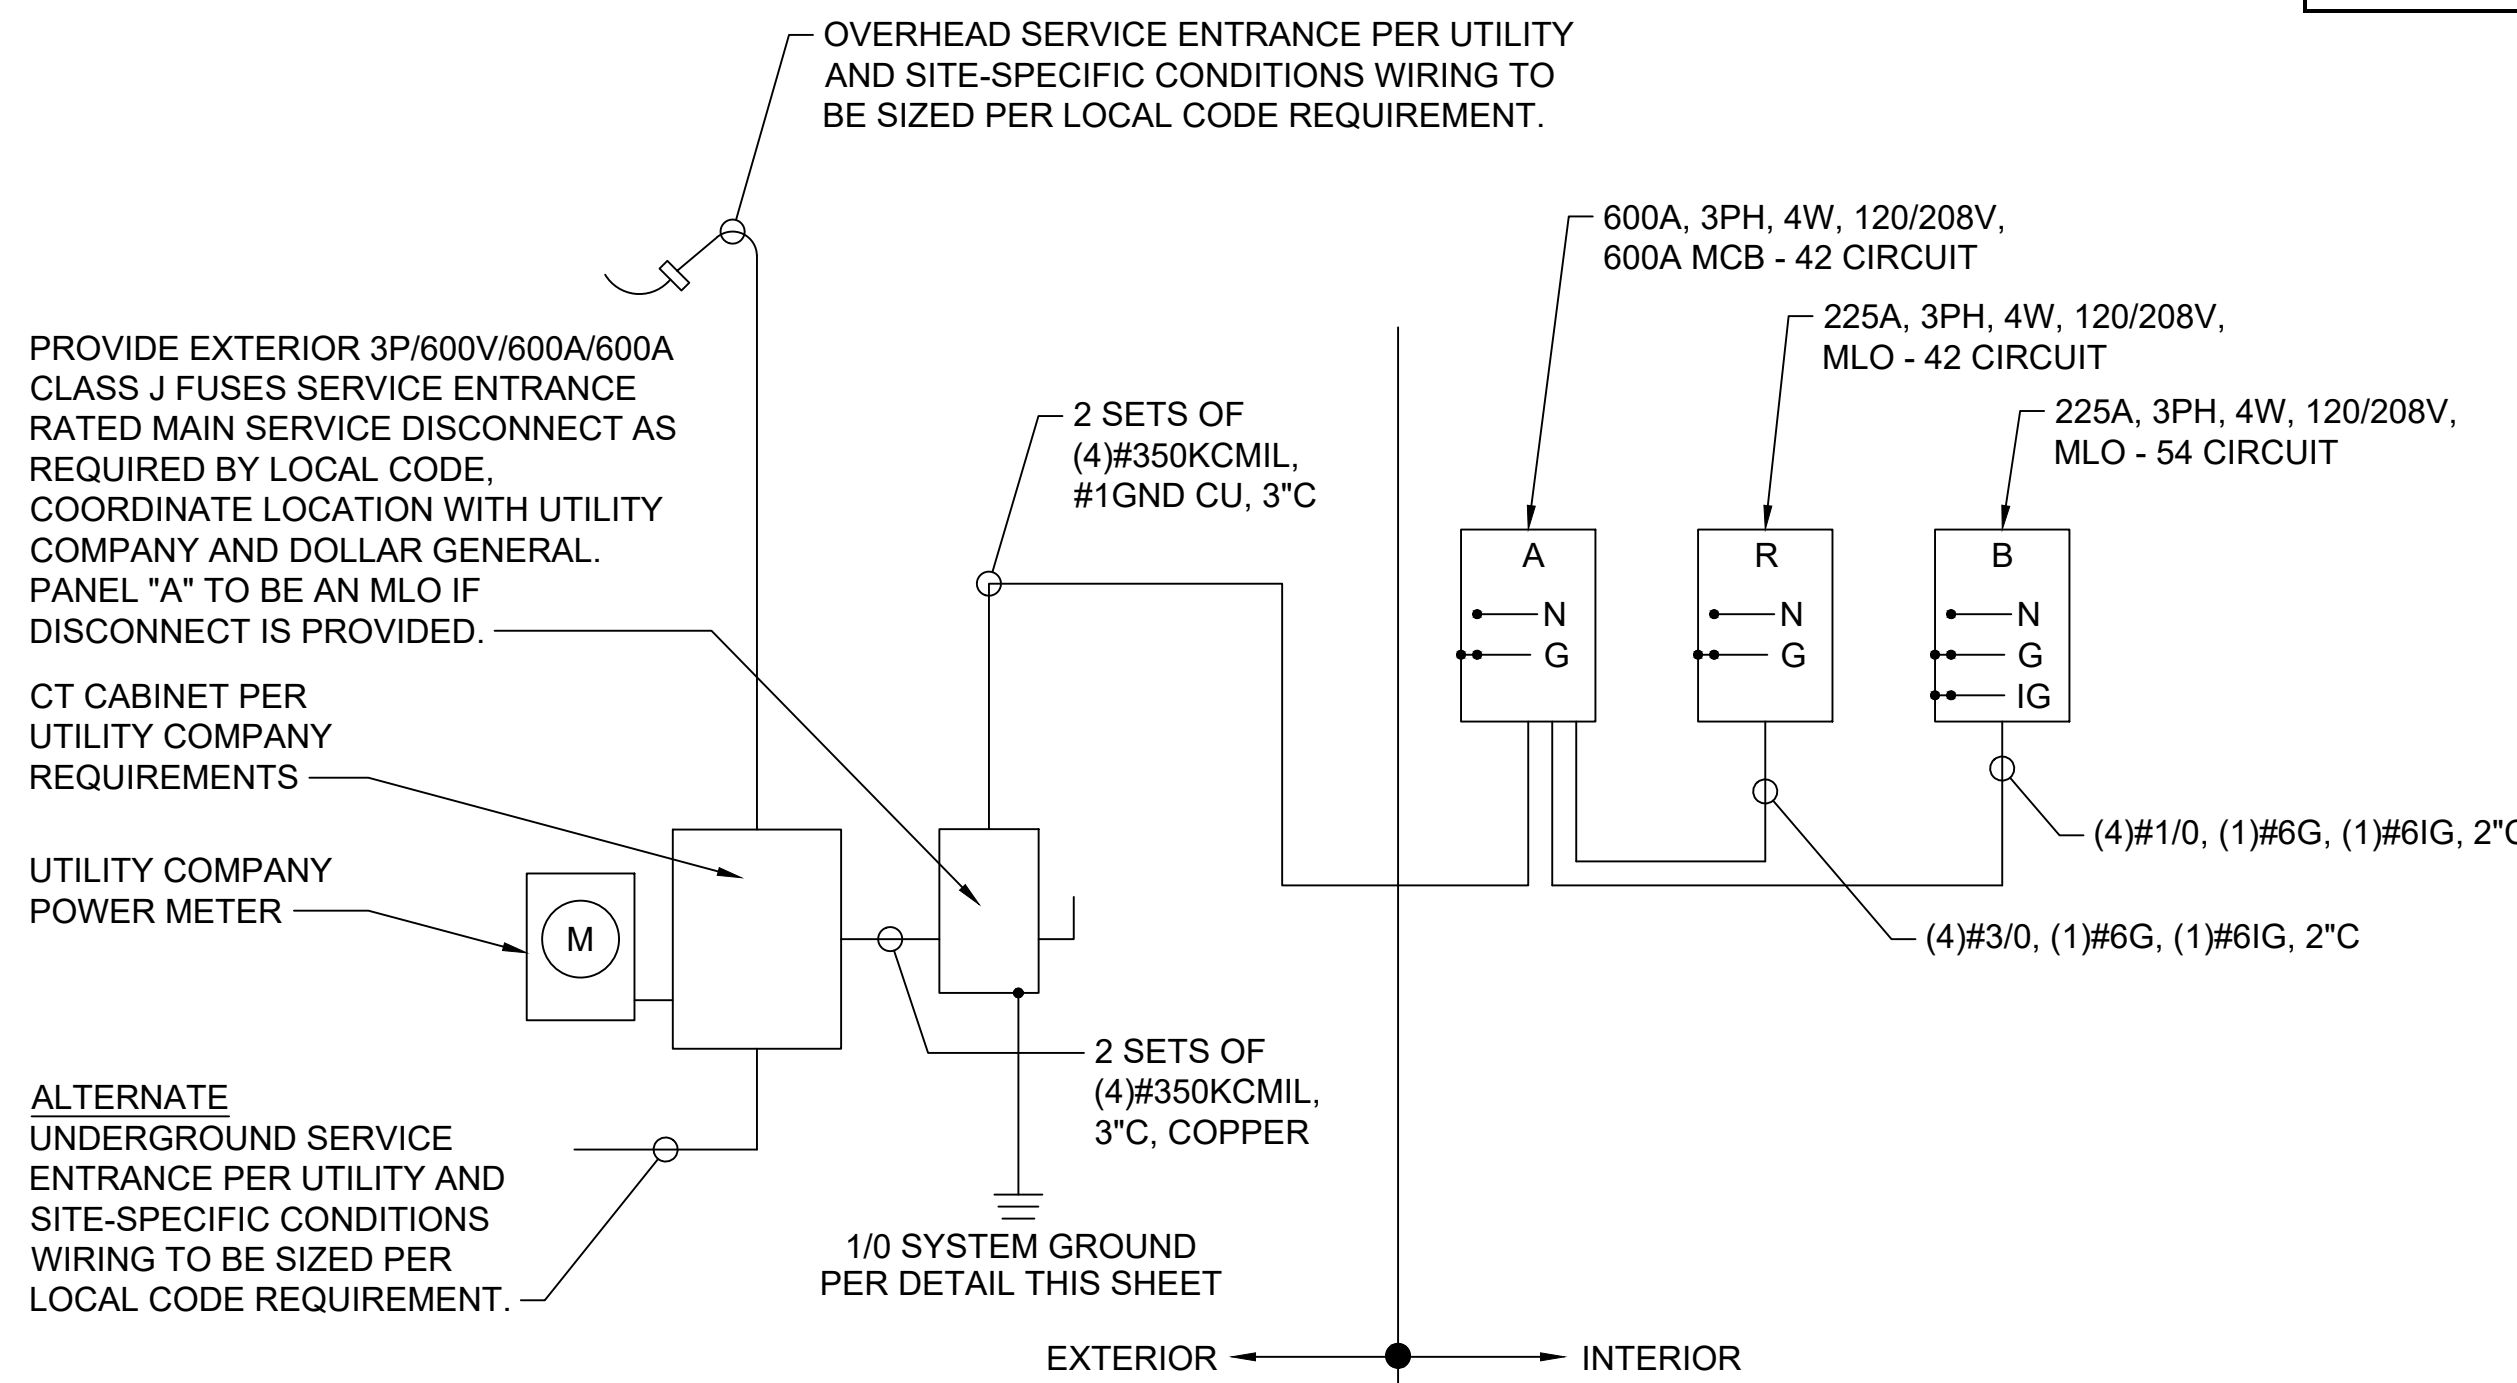 OVERHEAD SERVICE ENTRANCE PER UTILITY
AND SITE-SPECIFIC CONDITIONS WIRING TO
BE SIZED PER LOCAL CODE REQUIREMENT.
600A, 3PH, 4W, 120/208V,
600A MCB - 42 CIRCUIT
225A, 3PH, 4W, 120/208V,
MLO - 42 CIRCUIT
225A, 3PH, 4W, 120/208V,
MLO - 54 CIRCUIT
PROVIDE EXTERIOR 3P/600V/600A/600A
CLASS J FUSES SERVICE ENTRANCE
RATED MAIN SERVICE DISCONNECT AS
REQUIRED BY LOCAL CODE,
COORDINATE LOCATION WITH UTILITY
COMPANY AND DOLLAR GENERAL.
PANEL "A" TO BE AN MLO IF
DISCONNECT IS PROVIDED.
2 SETS OF
(4)#350KCMIL,
#1GND CU, 3"C
A
N
G
R
N
G
B
N
G
IG
CT CABINET PER
UTILITY COMPANY
REQUIREMENTS
UTILITY COMPANY
POWER METER
M
(4)#1/0, (1)#6G, (1)#6IG, 2"C
(4)#3/0, (1)#6G, (1)#6IG, 2"C
2 SETS OF
(4)#350KCMIL,
3"C, COPPER
ALTERNATE
UNDERGROUND SERVICE
ENTRANCE PER UTILITY AND
SITE-SPECIFIC CONDITIONS
WIRING TO BE SIZED PER
LOCAL CODE REQUIREMENT.
1/0 SYSTEM GROUND
PER DETAIL THIS SHEET
EXTERIOR
INTERIOR